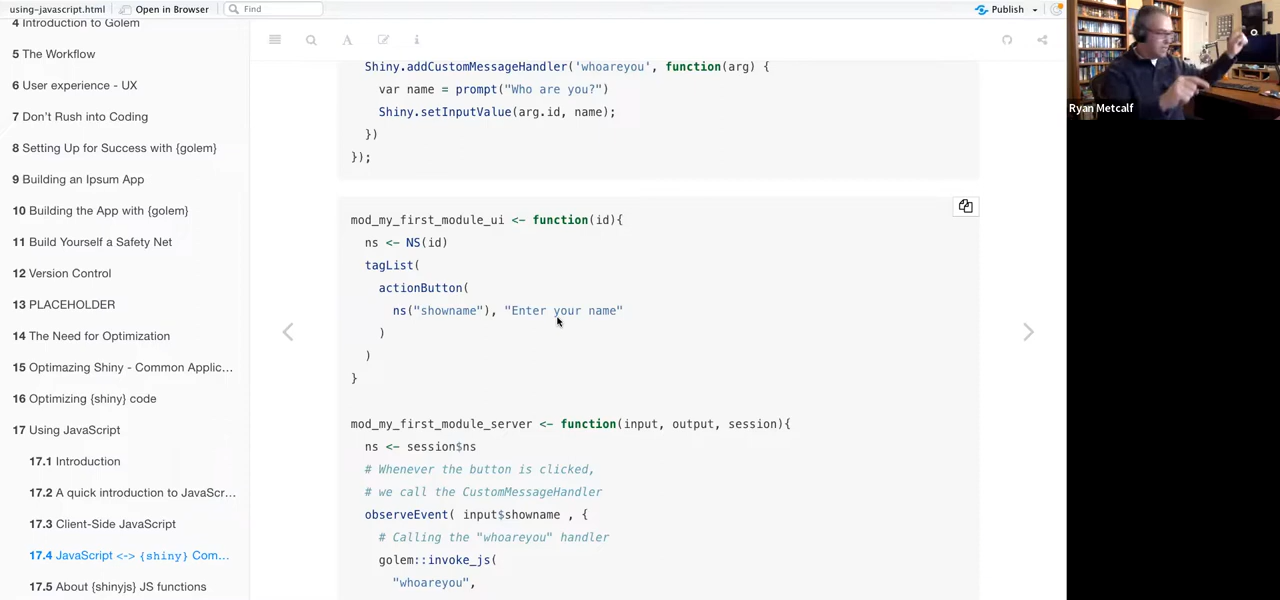 using-javascript.html
Open in Browser
Find
Publish
4 Introduction to Golem
5 The Workflow
6 User experience - UX
7 Don't Rush into Coding
8 Setting Up for Success with {golem}
9 Building an Ipsum App
10 Building the App with {golem}
11 Build Yourself a Safety Net
12 Version Control
13 PLACEHOLDER
14 The Need for Optimization
15 Optimazing Shiny - Common Applic...
16 Optimizing {shiny} code
17 Using JavaScript
17.1 Introduction
17.2 A quick introduction to JavaScr...
17.3 Client-Side JavaScript
17.4 JavaScript <-> {shiny} Com...
17.5 About {shinyjs} JS functions
Shiny.addCustomMessageHandler('whoareyou', function(arg) {
var name = prompt("Who are you?")
Shiny.setInputValue(arg.id, name);
})
});
mod_my_first_module_ui <- function(id){
ns <- NS(id)
tagList(
actionButton(
ns("showname"), "Enter your name"
)
)
}
mod_my_first_module_server <- function(input, output, session){
ns <- session$ns
# Whenever the button is clicked,
# we call the CustomMessageHandler
observeEvent( input$showname , {
# Calling the "whoareyou" handler
golem::invoke_js(
"whoareyou",
Ryan Metcalf